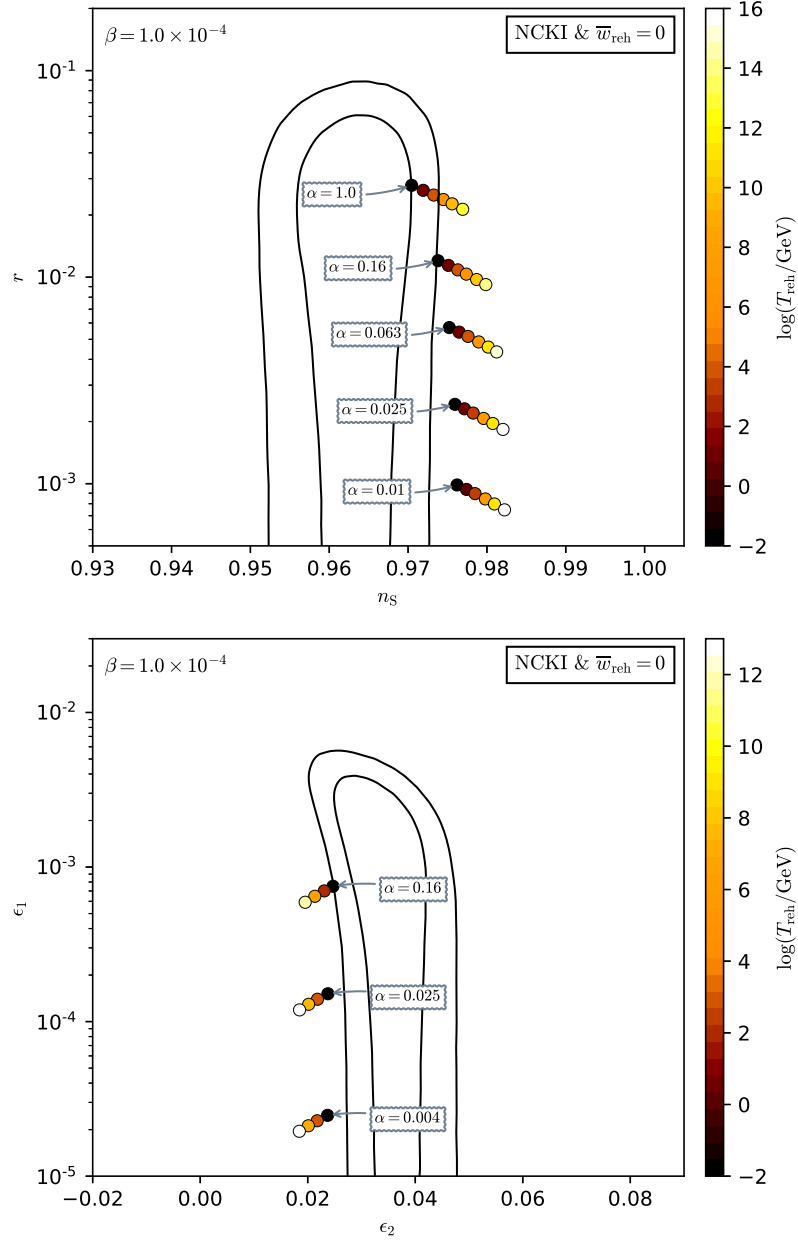 β = 1.0 × 10⁻⁴
NCKI & w̅_reh = 0
10⁻¹
10⁻²
10⁻³
r
α = 1.0
α = 0.16
α = 0.063
α = 0.025
α = 0.01
0.93 0.94 0.95 0.96 0.97 0.98 0.99 1.00
n_S
16
14
12
10
8
6
4
2
0
−2
log(T_reh/GeV)
β = 1.0 × 10⁻⁴
NCKI & w̅_reh = 0
10⁻²
10⁻³
10⁻⁴
10⁻⁵
ϵ₁
α = 0.16
α = 0.025
α = 0.004
−0.02 0.00 0.02 0.04 0.06 0.08
ϵ₂
12
10
8
6
4
2
0
−2
log(T_reh/GeV)